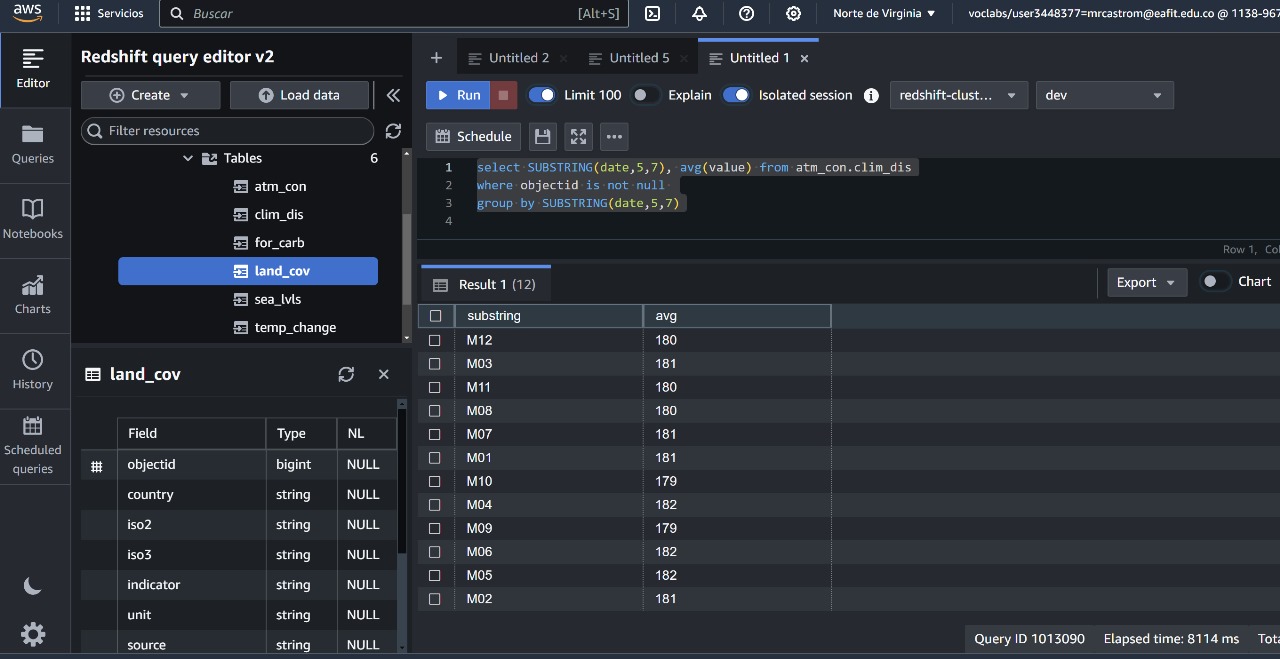 aws
Servicios
Buscar
[Alt+S]
Norte de Virginia
voclabs/user3448377=mrcastrom@eafit.edu.co @ 1138-967
Editor
Queries
Notebooks
Charts
History
Scheduled
queries
Redshift query editor v2
Create
Load data
Filter resources
Tables 6
atm_con
clim_dis
for_carb
land_cov
sea_lvls
temp_change
land_cov
Field Type NL
objectid bigint NULL
country string NULL
iso2 string NULL
iso3 string NULL
indicator string NULL
unit string NULL
source string NULL
Untitled 2
Untitled 5
Untitled 1
Run
Limit 100
Explain
Isolated session
redshift-clust...
dev
Schedule
1 select SUBSTRING(date,5,7), avg(value) from atm_con.clim_dis
2 where objectid is not null
3 group by SUBSTRING(date,5,7)
4
Row 1, Col
Result 1 (12)
Export
Chart
substring avg
M12 180
M03 181
M11 180
M08 180
M07 181
M01 181
M10 179
M04 182
M09 179
M06 182
M05 182
M02 181
Query ID 1013090 Elapsed time: 8114 ms Tota